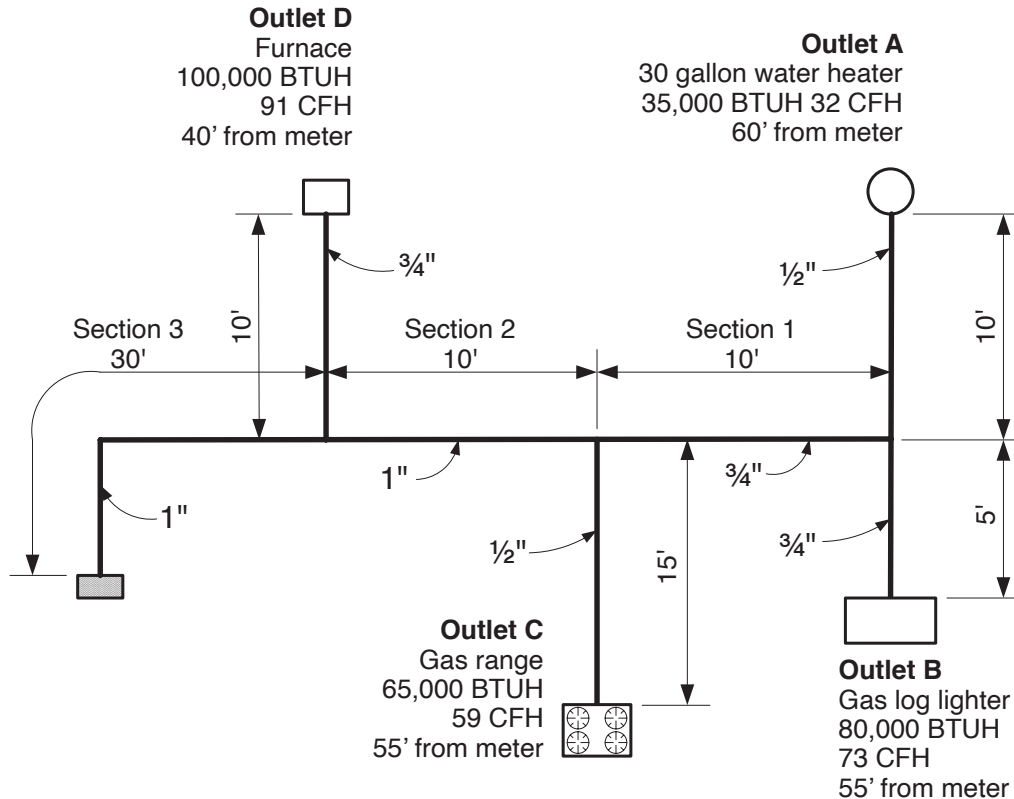 Outlet D
Furnace
100,000 BTUH
91 CFH
40’ from meter
Outlet A
30 gallon water heater
35,000 BTUH 32 CFH
60’ from meter
¾"
½"
10'
10'
Section 3
30'
Section 2
10'
Section 1
10'
1"
1"
¾"
½"
15'
¾"
5'
Outlet C
Gas range
65,000 BTUH
59 CFH
55’ from meter
Outlet B
Gas log lighter
80,000 BTUH
73 CFH
55’ from meter